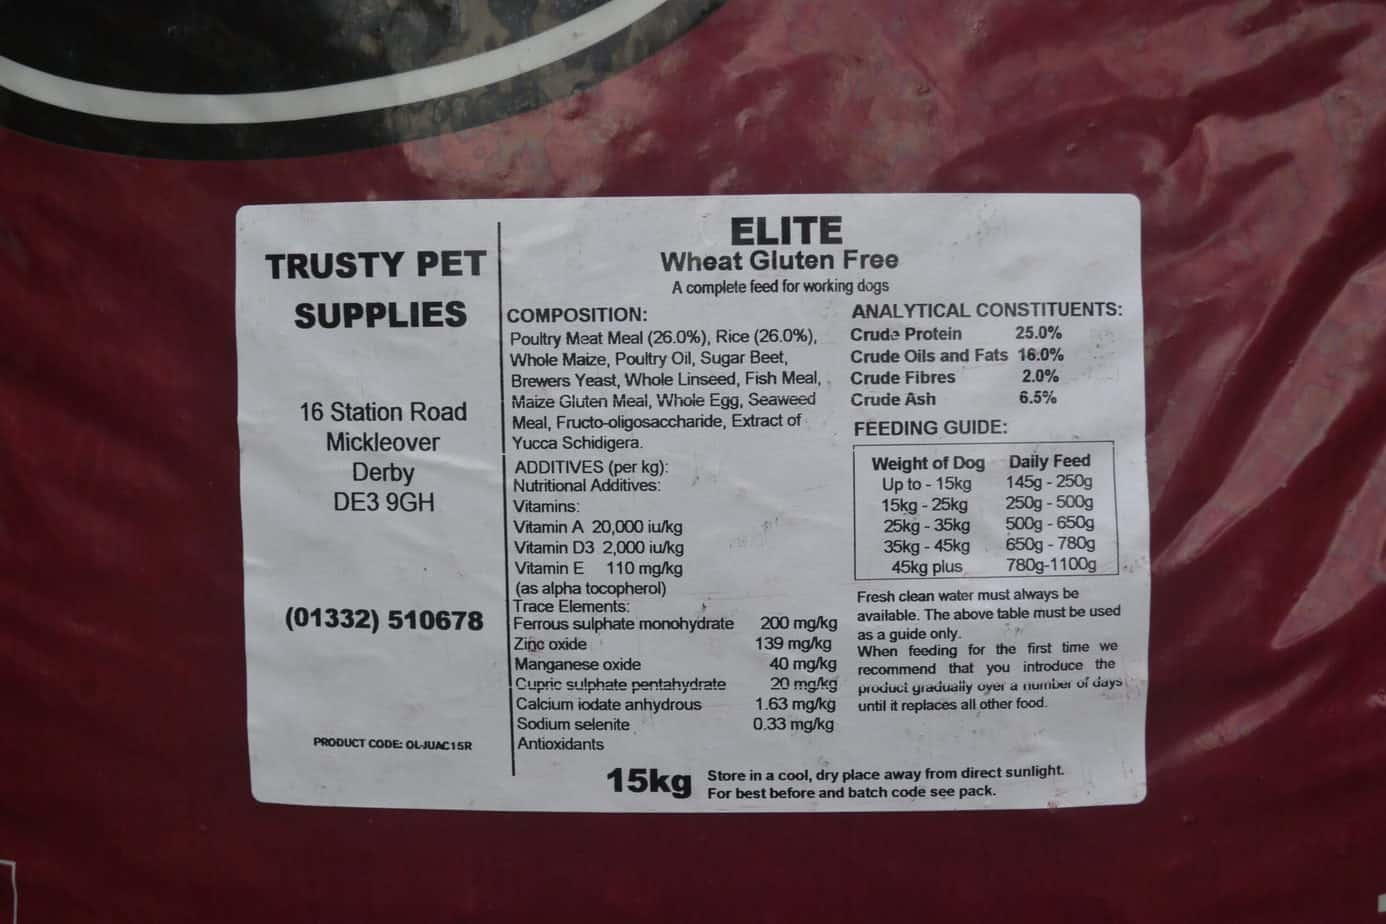 TRUSTY PET
SUPPLIES
16 Station Road
Mickleover
Derby
DE3 9GH
(01332) 510678
PRODUCT CODE: OL-JUAC15R
ELITE
Wheat Gluten Free
A complete feed for working dogs
COMPOSITION:
Poultry Meat Meal (26.0%), Rice (26.0%),
Whole Maize, Poultry Oil, Sugar Beet,
Brewers Yeast, Whole Linseed, Fish Meal,
Maize Gluten Meal, Whole Egg, Seaweed
Meal, Fructo-oligosaccharide, Extract of
Yucca Schidigera.
ADDITIVES (per kg):
Nutritional Additives:
Vitamins:
Vitamin A 20,000 iu/kg
Vitamin D3 2,000 iu/kg
Vitamin E 110 mg/kg
(as alpha tocopherol)
Trace Elements:
Ferrous sulphate monohydrate 200 mg/kg
Zinc oxide 139 mg/kg
Manganese oxide 40 mg/kg
Cupric sulphate pentahydrate 20 mg/kg
Calcium iodate anhydrous 1.63 mg/kg
Sodium selenite 0.33 mg/kg
Antioxidants
ANALYTICAL CONSTITUENTS:
Crude Protein 25.0%
Crude Oils and Fats 16.0%
Crude Fibres 2.0%
Crude Ash 6.5%
FEEDING GUIDE:
Weight of Dog Daily Feed
Up to - 15kg 145g - 250g
15kg - 25kg 250g - 500g
25kg - 35kg 500g - 650g
35kg - 45kg 650g - 780g
45kg plus 780g-1100g
Fresh clean water must always be
available. The above table must be used
as a guide only.
When feeding for the first time we
recommend that you introduce the
product gradually over a number of days
until it replaces all other food.
15kg
Store in a cool, dry place away from direct sunlight.
For best before and batch code see pack.